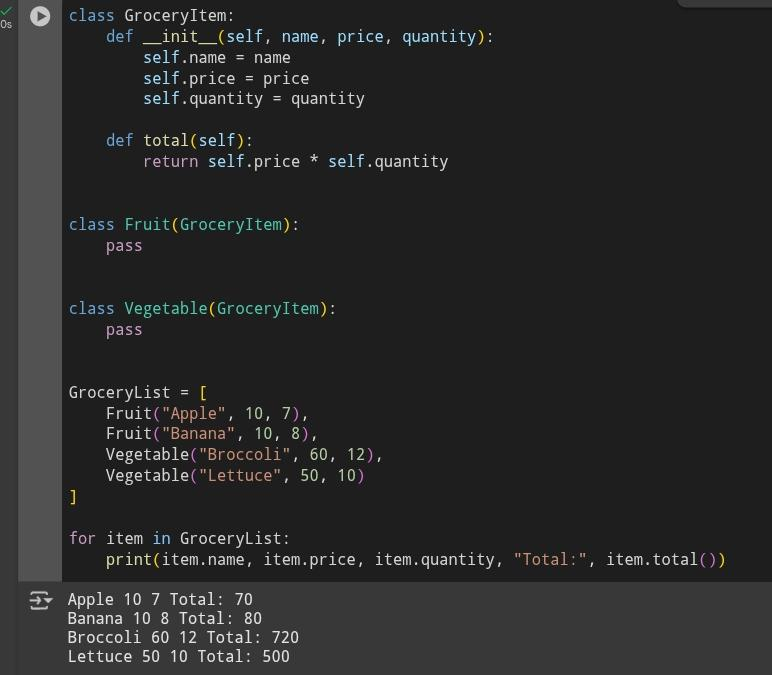 0s
class GroceryItem:
    def __init__(self, name, price, quantity):
        self.name = name
        self.price = price
        self.quantity = quantity
    def total(self):
        return self.price * self.quantity
class Fruit(GroceryItem):
    pass
class Vegetable(GroceryItem):
    pass
GroceryList = [
    Fruit("Apple", 10, 7),
    Fruit("Banana", 10, 8),
    Vegetable("Broccoli", 60, 12),
    Vegetable("Lettuce", 50, 10)
]
for item in GroceryList:
    print(item.name, item.price, item.quantity, "Total:", item.total())
Apple 10 7 Total: 70
Banana 10 8 Total: 80
Broccoli 60 12 Total: 720
Lettuce 50 10 Total: 500